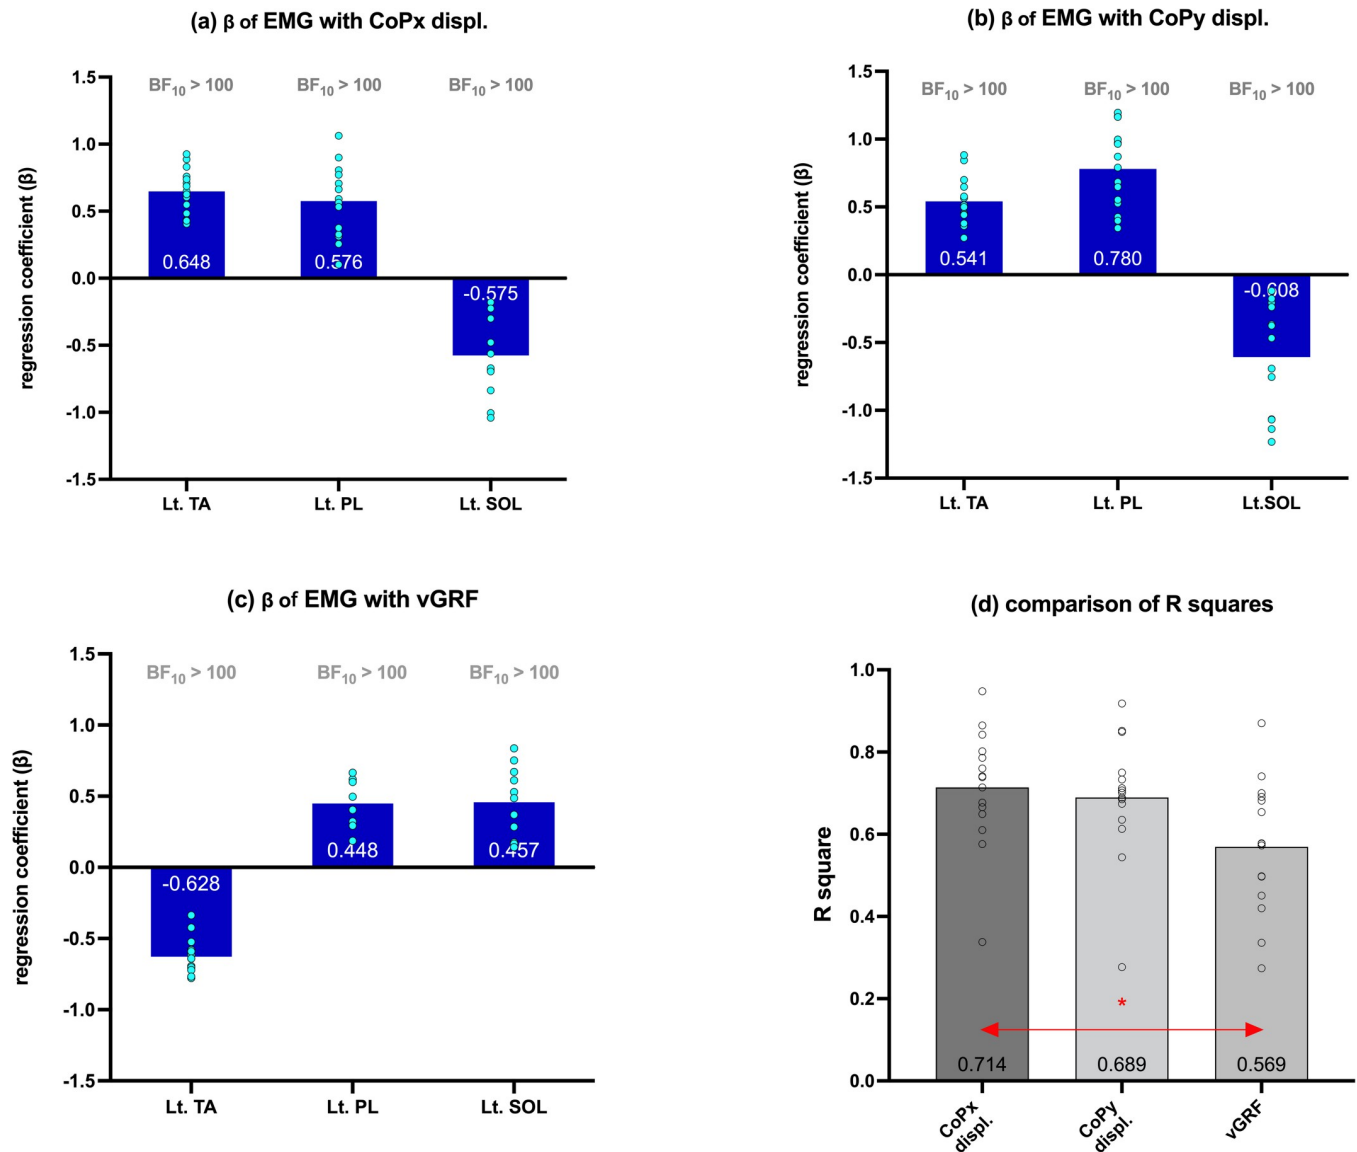 (a) β of EMG with CoPx displ.
BF10 > 100 BF10 > 100 BF10 > 100
1.5
1.0
0.5
0.0
-0.5
-1.0
-1.5
regression coefficient (β)
0.648 0.576 -0.575
Lt. TA Lt. PL Lt. SOL
(b) β of EMG with CoPy displ.
BF10 > 100 BF10 > 100 BF10 > 100
1.5
1.0
0.5
0.0
-0.5
-1.0
-1.5
regression coefficient (β)
0.541 0.780 -0.608
Lt. TA Lt. PL Lt.SOL
(c) β of EMG with vGRF
BF10 > 100 BF10 > 100 BF10 > 100
1.5
1.0
0.5
0.0
-0.5
-1.0
-1.5
regression coefficient (β)
-0.628 0.448 0.457
Lt. TA Lt. PL Lt. SOL
(d) comparison of R squares
1.0
0.8
0.6
0.4
0.2
0.0
R square
*
0.714 0.689 0.569
CoPx
displ.
CoPy
displ.
vGRF